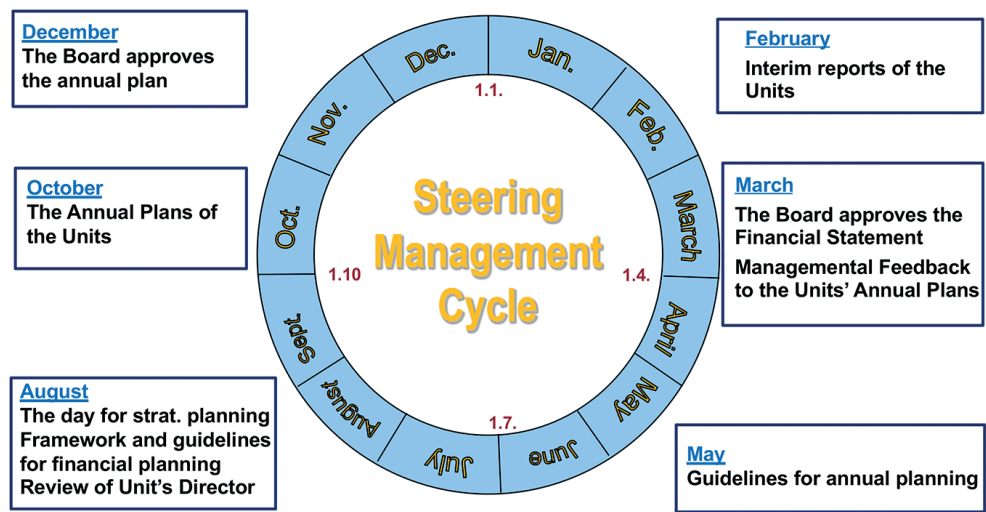 December
The Board approves
the annual plan
October
The Annual Plans of
the Units
August
The day for strat. planning
Framework and guidelines
for financial planning
Review of Unit's Director
Jan.
Feb.
March
April
May
June
July
August
Sept.
Oct.
Nov.
Dec.
1.1.
1.4.
1.7.
1.10
Steering
Management
Cycle
February
Interim reports of the
Units
March
The Board approves the
Financial Statement
Managemental Feedback
to the Units' Annual Plans
May
Guidelines for annual planning